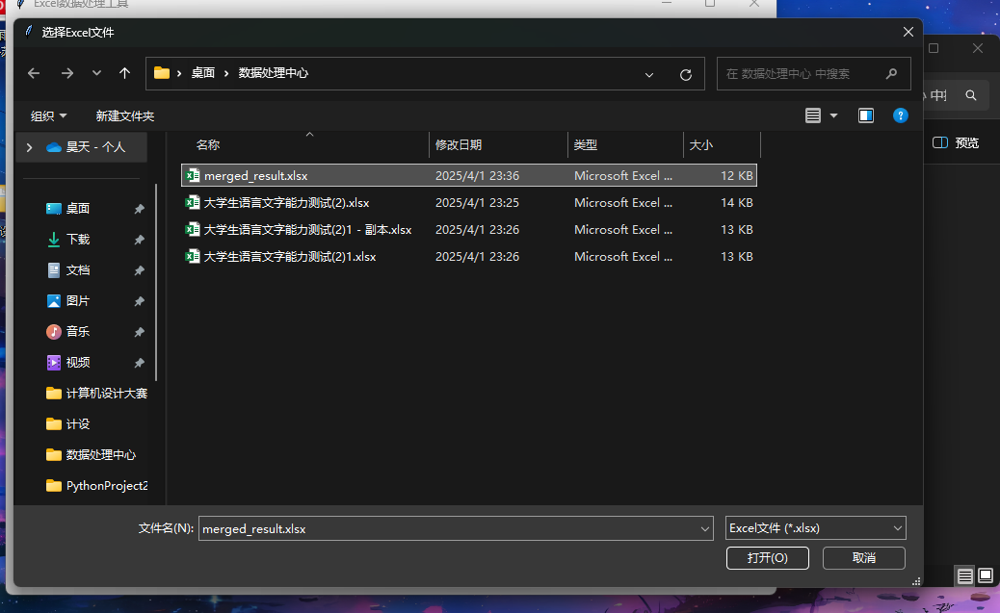 Excel数据处理工具
选择Excel文件
桌面 数据处理中心
在 数据处理中心 中搜索
组织 新建文件夹
预览
昊天 - 个人
名称 修改日期 类型 大小
merged_result.xlsx 2025/4/1 23:36 Microsoft Excel ... 12 KB
大学生语言文字能力测试(2).xlsx 2025/4/1 23:25 Microsoft Excel ... 14 KB
大学生语言文字能力测试(2)1 - 副本.xlsx 2025/4/1 23:26 Microsoft Excel ... 13 KB
大学生语言文字能力测试(2)1.xlsx 2025/4/1 23:26 Microsoft Excel ... 13 KB
桌面
下载
文档
图片
音乐
视频
计算机设计大赛
计设
数据处理中心
PythonProject2
文件名(N): merged_result.xlsx Excel文件 (*.xlsx)
打开(O) 取消